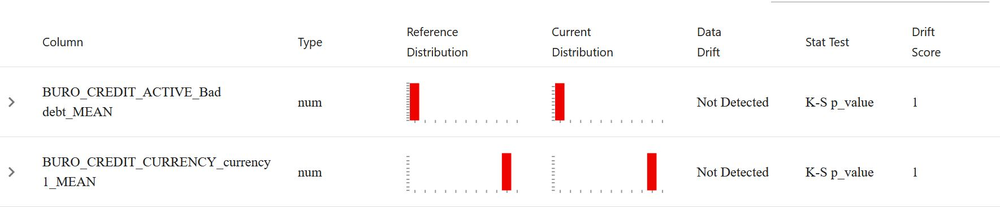 Column
Type
Reference
Distribution
Current
Distribution
Data
Drift
Stat Test
Drift
Score
BURO_CREDIT_ACTIVE_Bad
debt_MEAN
num
Not Detected
K-S p_value
1
BURO_CREDIT_CURRENCY_currency
1_MEAN
num
Not Detected
K-S p_value
1